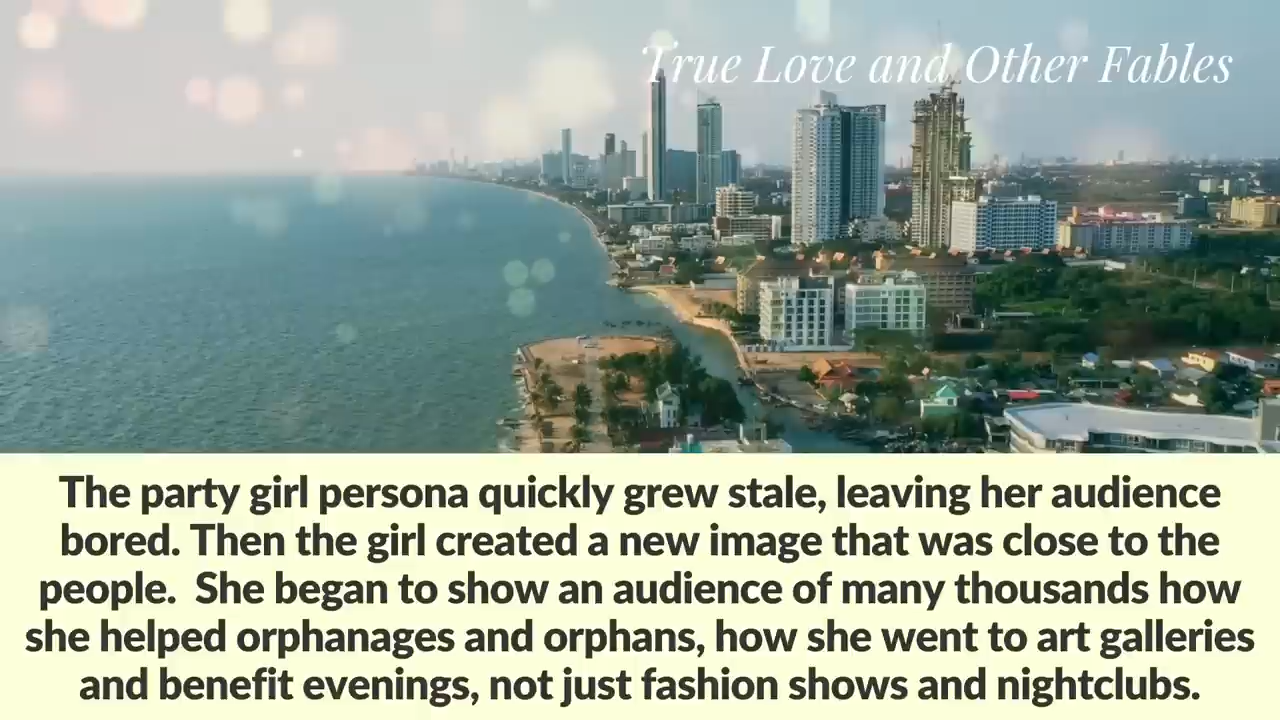 True Love and Other Fables
The party girl persona quickly grew stale, leaving her audience
bored. Then the girl created a new image that was close to the
people.  She began to show an audience of many thousands how
she helped orphanages and orphans, how she went to art galleries
and benefit evenings, not just fashion shows and nightclubs.